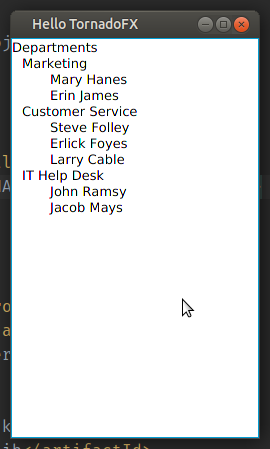 Hello TornadoFX
Departments
Marketing
Mary Hanes
Erin James
Customer Service
Steve Folley
Erlick Foyes
Larry Cable
IT Help Desk
John Ramsy
Jacob Mays